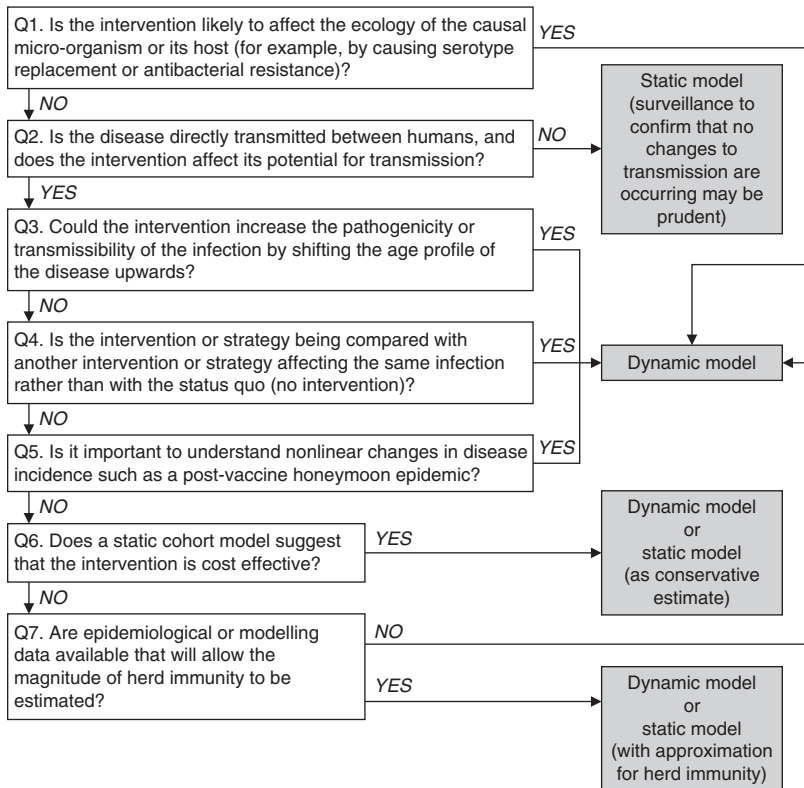 Q1. Is the intervention likely to affect the ecology of the causal
micro-organism or its host (for example, by causing serotype
replacement or antibacterial resistance)?
YES
NO
Static model
(surveillance to
confirm that no
changes to
transmission are
occurring may be
prudent)
Q2. Is the disease directly transmitted between humans, and
does the intervention affect its potential for transmission?
NO
YES
Q3. Could the intervention increase the pathogenicity or
transmissibility of the infection by shifting the age profile of
the disease upwards?
YES
NO
Q4. Is the intervention or strategy being compared with
another intervention or strategy affecting the same infection
rather than with the status quo (no intervention)?
YES
Dynamic model
NO
Q5. Is it important to understand nonlinear changes in disease
incidence such as a post-vaccine honeymoon epidemic?
YES
NO
Q6. Does a static cohort model suggest
that the intervention is cost effective?
YES
Dynamic model
or
static model
(as conservative
estimate)
NO
Q7. Are epidemiological or modelling
data available that will allow the
magnitude of herd immunity to be
estimated?
NO
YES
Dynamic model
or
static model
(with approximation
for herd immunity)